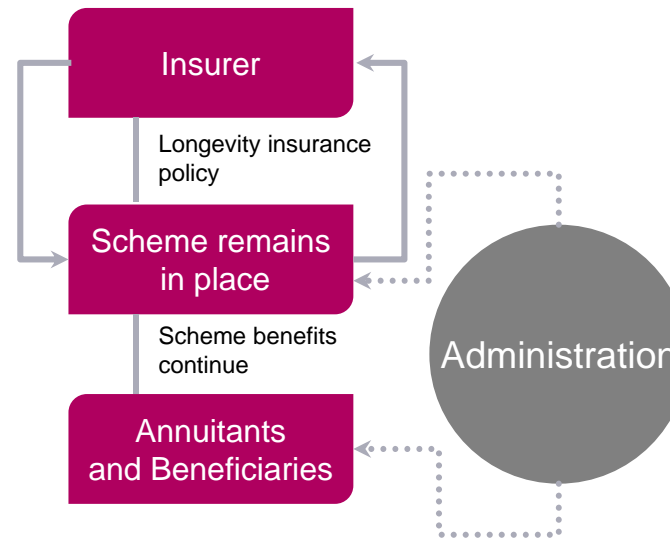 Insurer
Longevity insurance
policy
Scheme remains
in place
Scheme benefits
continue
Administration
Annuitants
and Beneficiaries